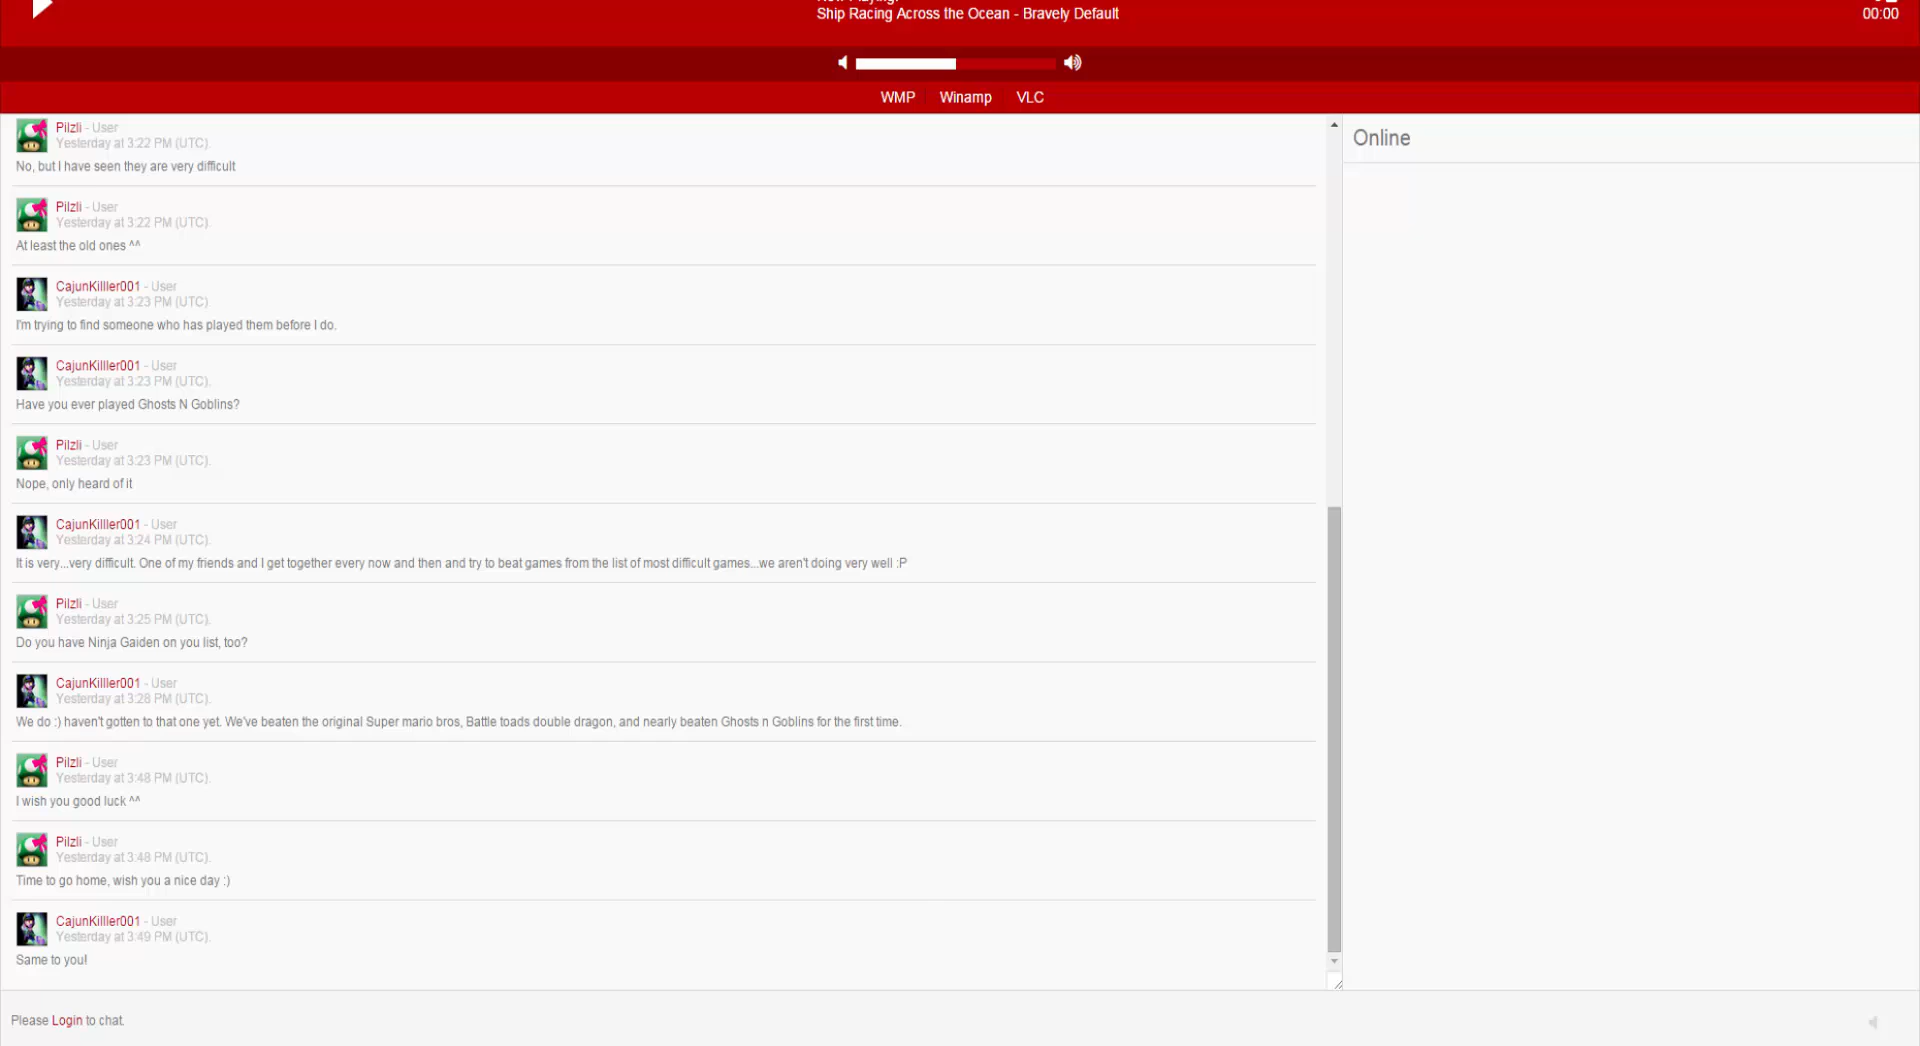 Ship Racing Across the Ocean - Bravely Default
00:00
WMP Winamp VLC
Pilzli - User
Yesterday at 3:22 PM (UTC).
No, but I have seen they are very difficult
Pilzli - User
Yesterday at 3:22 PM (UTC).
At least the old ones ^^
CajunKilller001 - User
Yesterday at 3:23 PM (UTC).
I'm trying to find someone who has played them before I do.
CajunKilller001 - User
Yesterday at 3:23 PM (UTC).
Have you ever played Ghosts N Goblins?
Pilzli - User
Yesterday at 3:23 PM (UTC).
Nope, only heard of it
CajunKilller001 - User
Yesterday at 3:24 PM (UTC).
It is very...very difficult. One of my friends and I get together every now and then and try to beat games from the list of most difficult games...we aren't doing very well :P
Pilzli - User
Yesterday at 3:25 PM (UTC).
Do you have Ninja Gaiden on you list, too?
CajunKilller001 - User
Yesterday at 3:28 PM (UTC).
We do :) haven't gotten to that one yet. We've beaten the original Super mario bros, Battle toads double dragon, and nearly beaten Ghosts n Goblins for the first time.
Pilzli - User
Yesterday at 3:48 PM (UTC).
I wish you good luck ^^
Pilzli - User
Yesterday at 3:48 PM (UTC).
Time to go home, wish you a nice day :)
CajunKilller001 - User
Yesterday at 3:49 PM (UTC).
Same to you!
Online
Please Login to chat.